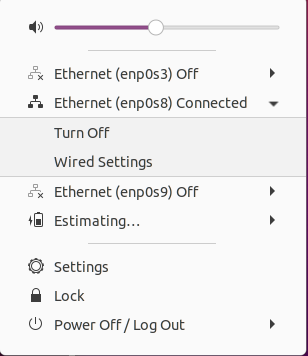 Ethernet (enp0s3) Off
Ethernet (enp0s8) Connected
Turn Off
Wired Settings
Ethernet (enp0s9) Off
Estimating…
Settings
Lock
Power Off / Log Out